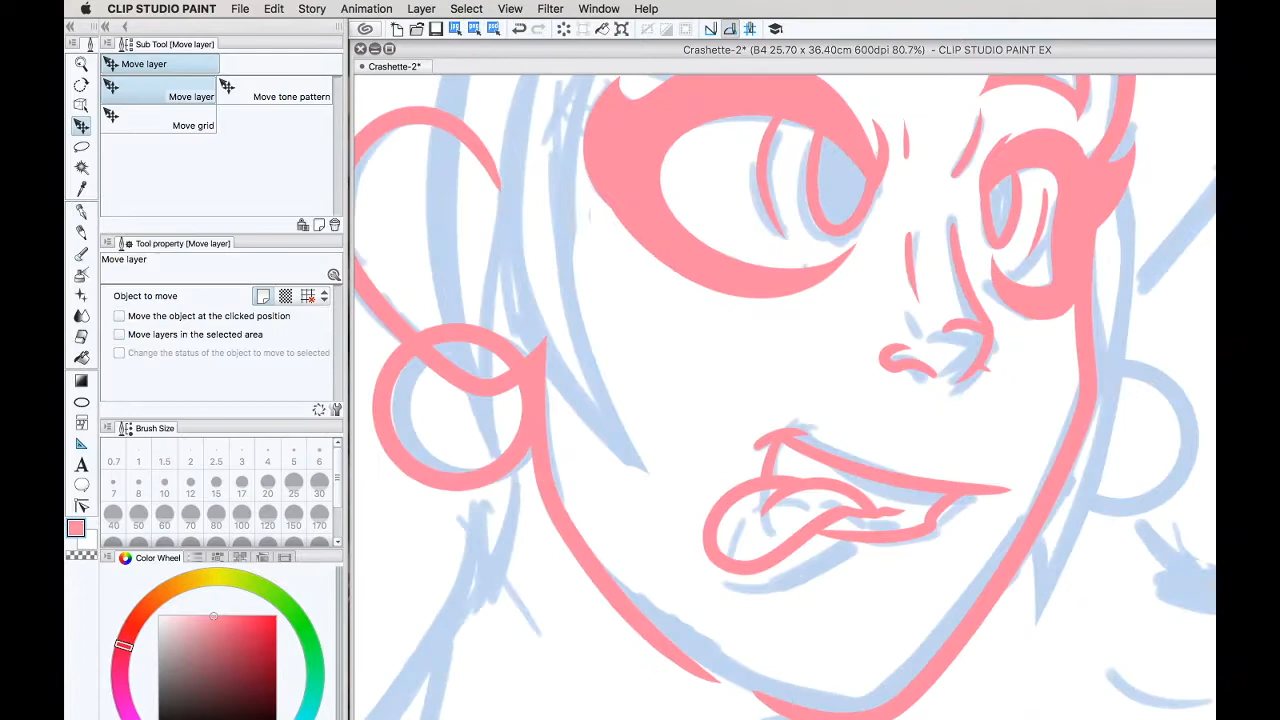 CLIP STUDIO PAINT File Edit Story Animation Layer Select View Filter Window Help
Crashette-2* (B4 25.70 x 36.40cm 600dpi 80.7%) - CLIP STUDIO PAINT EX
Sub Tool [Move layer]
Crashette-2*
Move layer
Move layer
Move tone pattern
Move grid
Tool property [Move layer]
Move layer
Object to move
Move the object at the clicked position
Move layers in the selected area
Change the status of the object to move to selected
Brush Size
0.7 1 1.5 2 2.5 3 4 5 6
7 8 10 12 15 17 20 25 30
40 50 60 70 80 100 120 150 170
Color Wheel
A